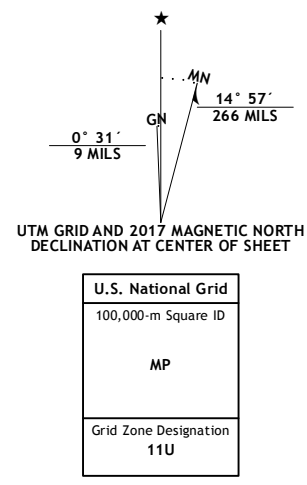 ★
MN
GN
14° 57´
266 MILS
0° 31´
9 MILS
UTM GRID AND 2017 MAGNETIC NORTH
DECLINATION AT CENTER OF SHEET
U.S. National Grid
100,000-m Square ID
MP
Grid Zone Designation
11U